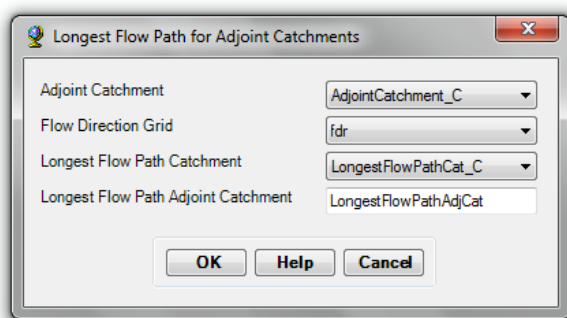 Longest Flow Path for Adjoint Catchments
Adjoint Catchment AdjointCatchment_C
Flow Direction Grid fdr
Longest Flow Path Catchment LongestFlowPathCat_C
Longest Flow Path Adjoint Catchment LongestFlowPathAdjCat
OK Help Cancel